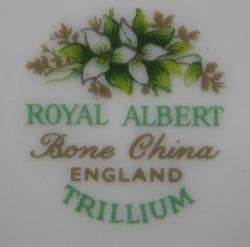 ROYAL ALBERT
Bone China
ENGLAND
TRILLIUM